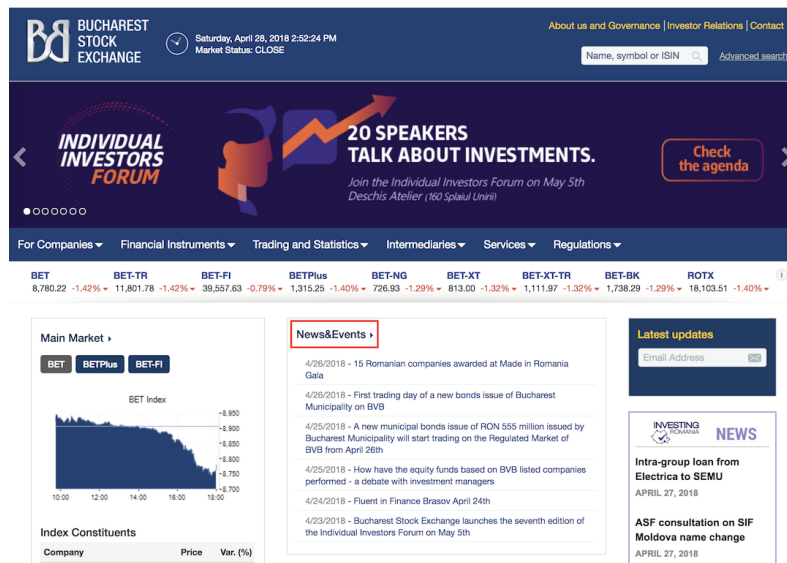 BUCHAREST
STOCK
EXCHANGE
Saturday, April 28, 2018 2:52:24 PM
Market Status: CLOSE
About us and Governance | Investor Relations | Contact
Name, symbol or ISIN
Advanced search
INDIVIDUAL
INVESTORS
FORUM
20 SPEAKERS
TALK ABOUT INVESTMENTS.
Join the Individual Investors Forum on May 5th
Deschis Atelier (160 Splaiul Unirii)
Check
the agenda
For Companies Financial Instruments Trading and Statistics Intermediaries Services Regulations
BET BET-TR BET-FI BETPlus BET-NG BET-XT BET-XT-TR BET-BK ROTX
8,780.22 -1.42% 11,801.78 -1.42% 39,557.63 -0.79% 1,315.25 -1.40% 726.93 -1.29% 813.00 -1.32% 1,111.97 -1.32% 1,738.29 -1.29% 18,103.51 -1.40%
Main Market
BET BETPlus BET-FI
BET Index
8.950
8.900
8.850
8.800
8.750
8.700
10:00 12:00 14:00 16:00 18:00
Index Constituents
Company Price Var. (%)
News&Events
4/26/2018 - 15 Romanian companies awarded at Made in Romania
Gala
4/26/2018 - First trading day of a new bonds issue of Bucharest
Municipality on BVB
4/25/2018 - A new municipal bonds issue of RON 555 million issued by
Bucharest Municipality will start trading on the Regulated Market of
BVB from April 26th
4/25/2018 - How have the equity funds based on BVB listed companies
performed - a debate with investment managers
4/24/2018 - Fluent in Finance Brasov April 24th
4/23/2018 - Bucharest Stock Exchange launches the seventh edition of
the Individual Investors Forum on May 5th
Latest updates
Email Address
INVESTING
ROMANIA
NEWS
Intra-group loan from
Electrica to SEMU
APRIL 27, 2018
ASF consultation on SIF
Moldova name change
APRIL 27, 2018